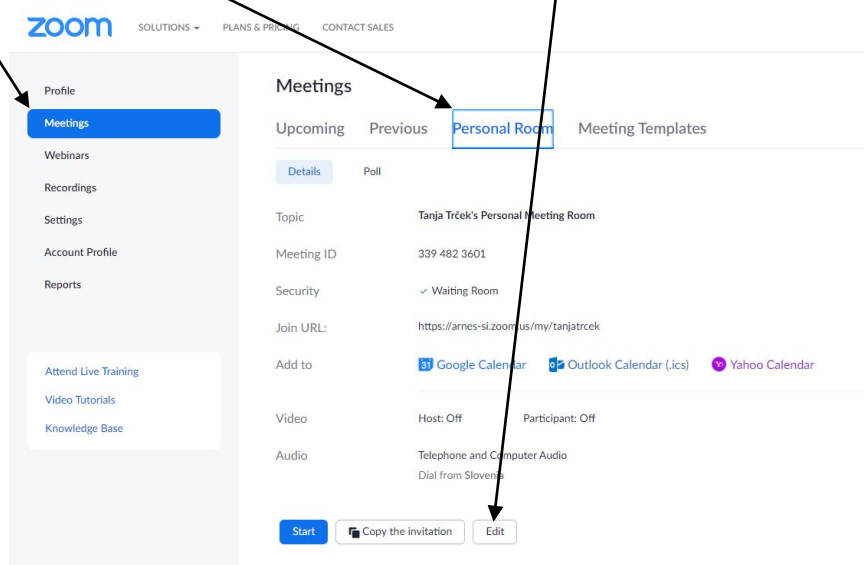 zoom SOLUTIONS PLANS & PRICING CONTACT SALES
Profile
Meetings
Webinars
Recordings
Settings
Account Profile
Reports
Attend Live Training
Video Tutorials
Knowledge Base
Meetings
Upcoming Previous Personal Room Meeting Templates
Details Poll
Topic Tanja Trček's Personal Meeting Room
Meeting ID 339 482 3601
Security ✓ Waiting Room
Join URL: https://arnes-si.zoom.us/my/tanjatrcek
Add to 31 Google Calendar Outlook Calendar (.ics) Yahoo Calendar
Video Host: Off Participant: Off
Audio Telephone and Computer Audio
Dial from Slovenia
Start Copy the invitation Edit